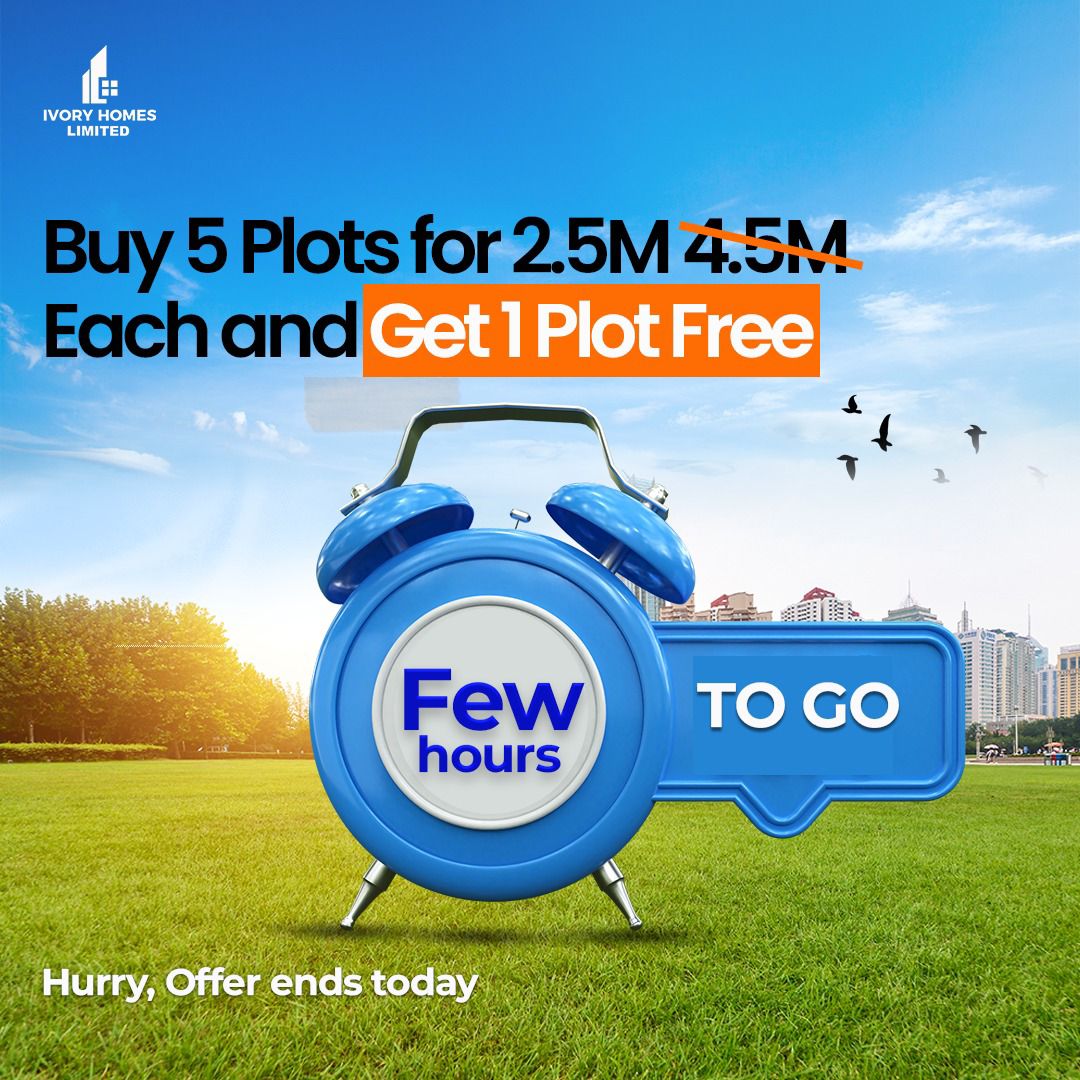 IVORY HOMES
LIMITED
Buy 5 Plots for 2.5M 4.5M
Each and Get 1 Plot Free
Few
hours
TO GO
Hurry, Offer ends today